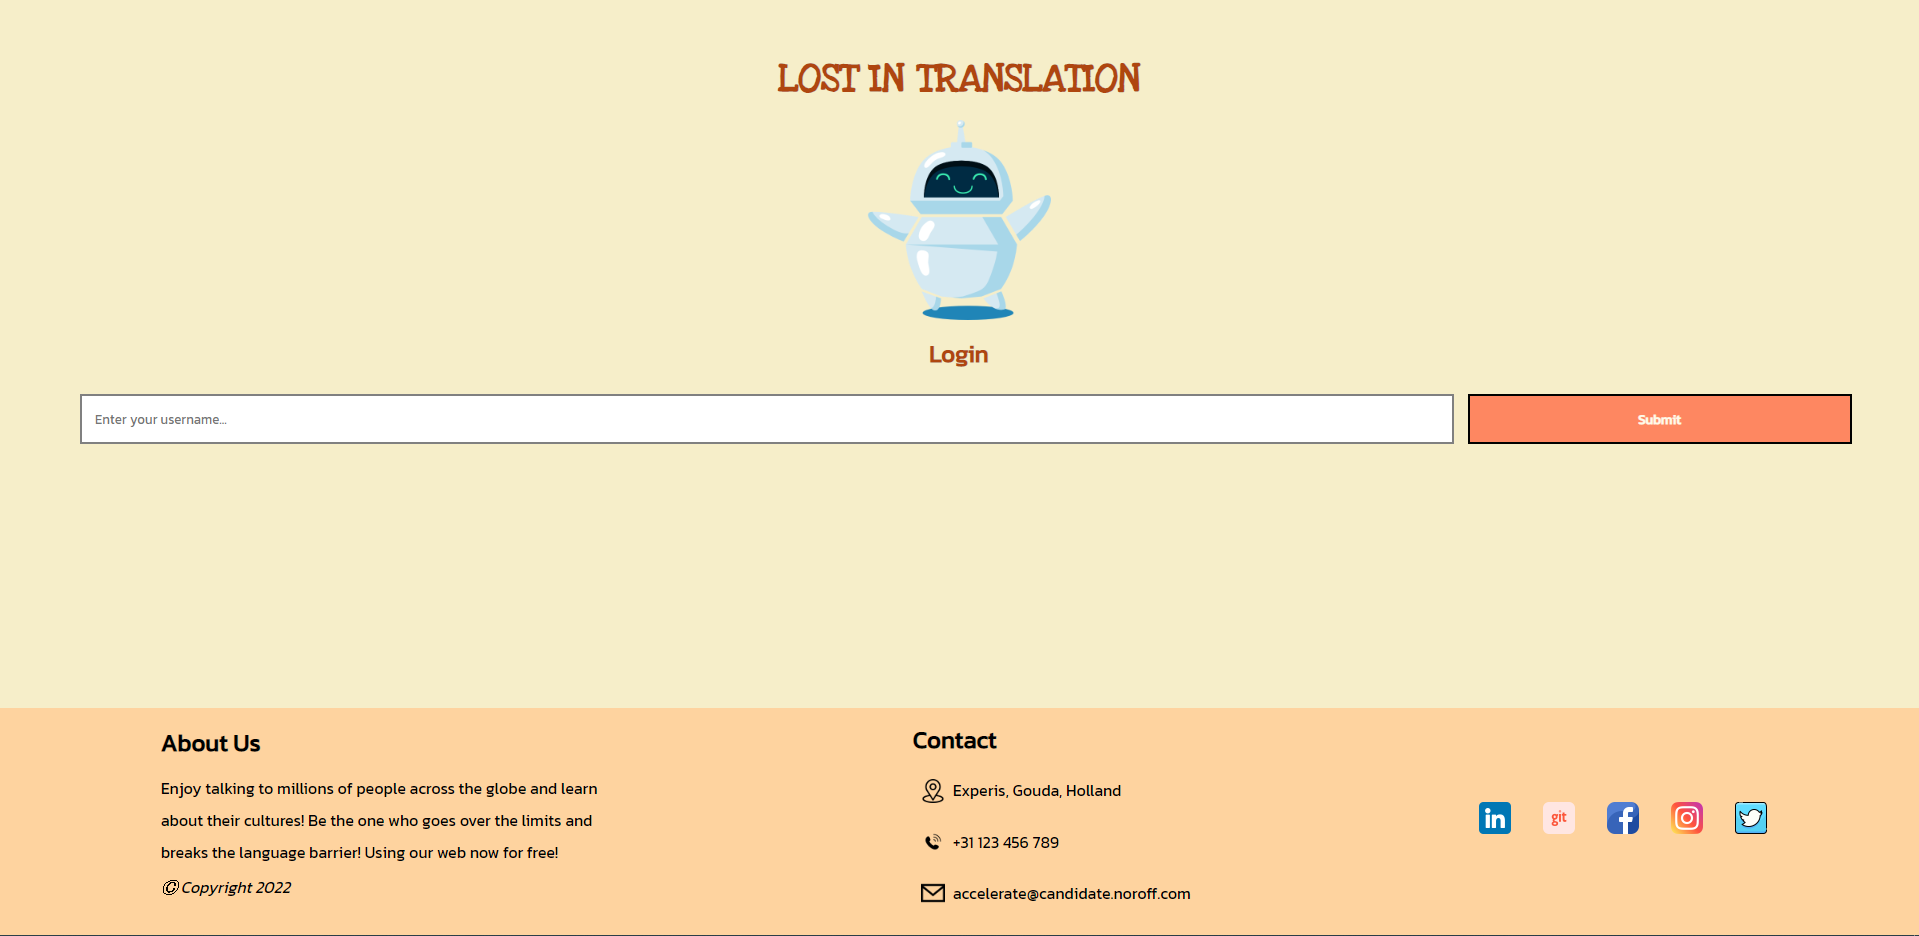 LOST IN TRANSLATION
Login
Enter your username...
Submit
About Us
Enjoy talking to millions of people across the globe and learn
about their cultures! Be the one who goes over the limits and
breaks the language barrier! Using our web now for free!
© Copyright 2022
Contact
Experis, Gouda, Holland
+31 123 456 789
accelerate@candidate.noroff.com
in
git
f